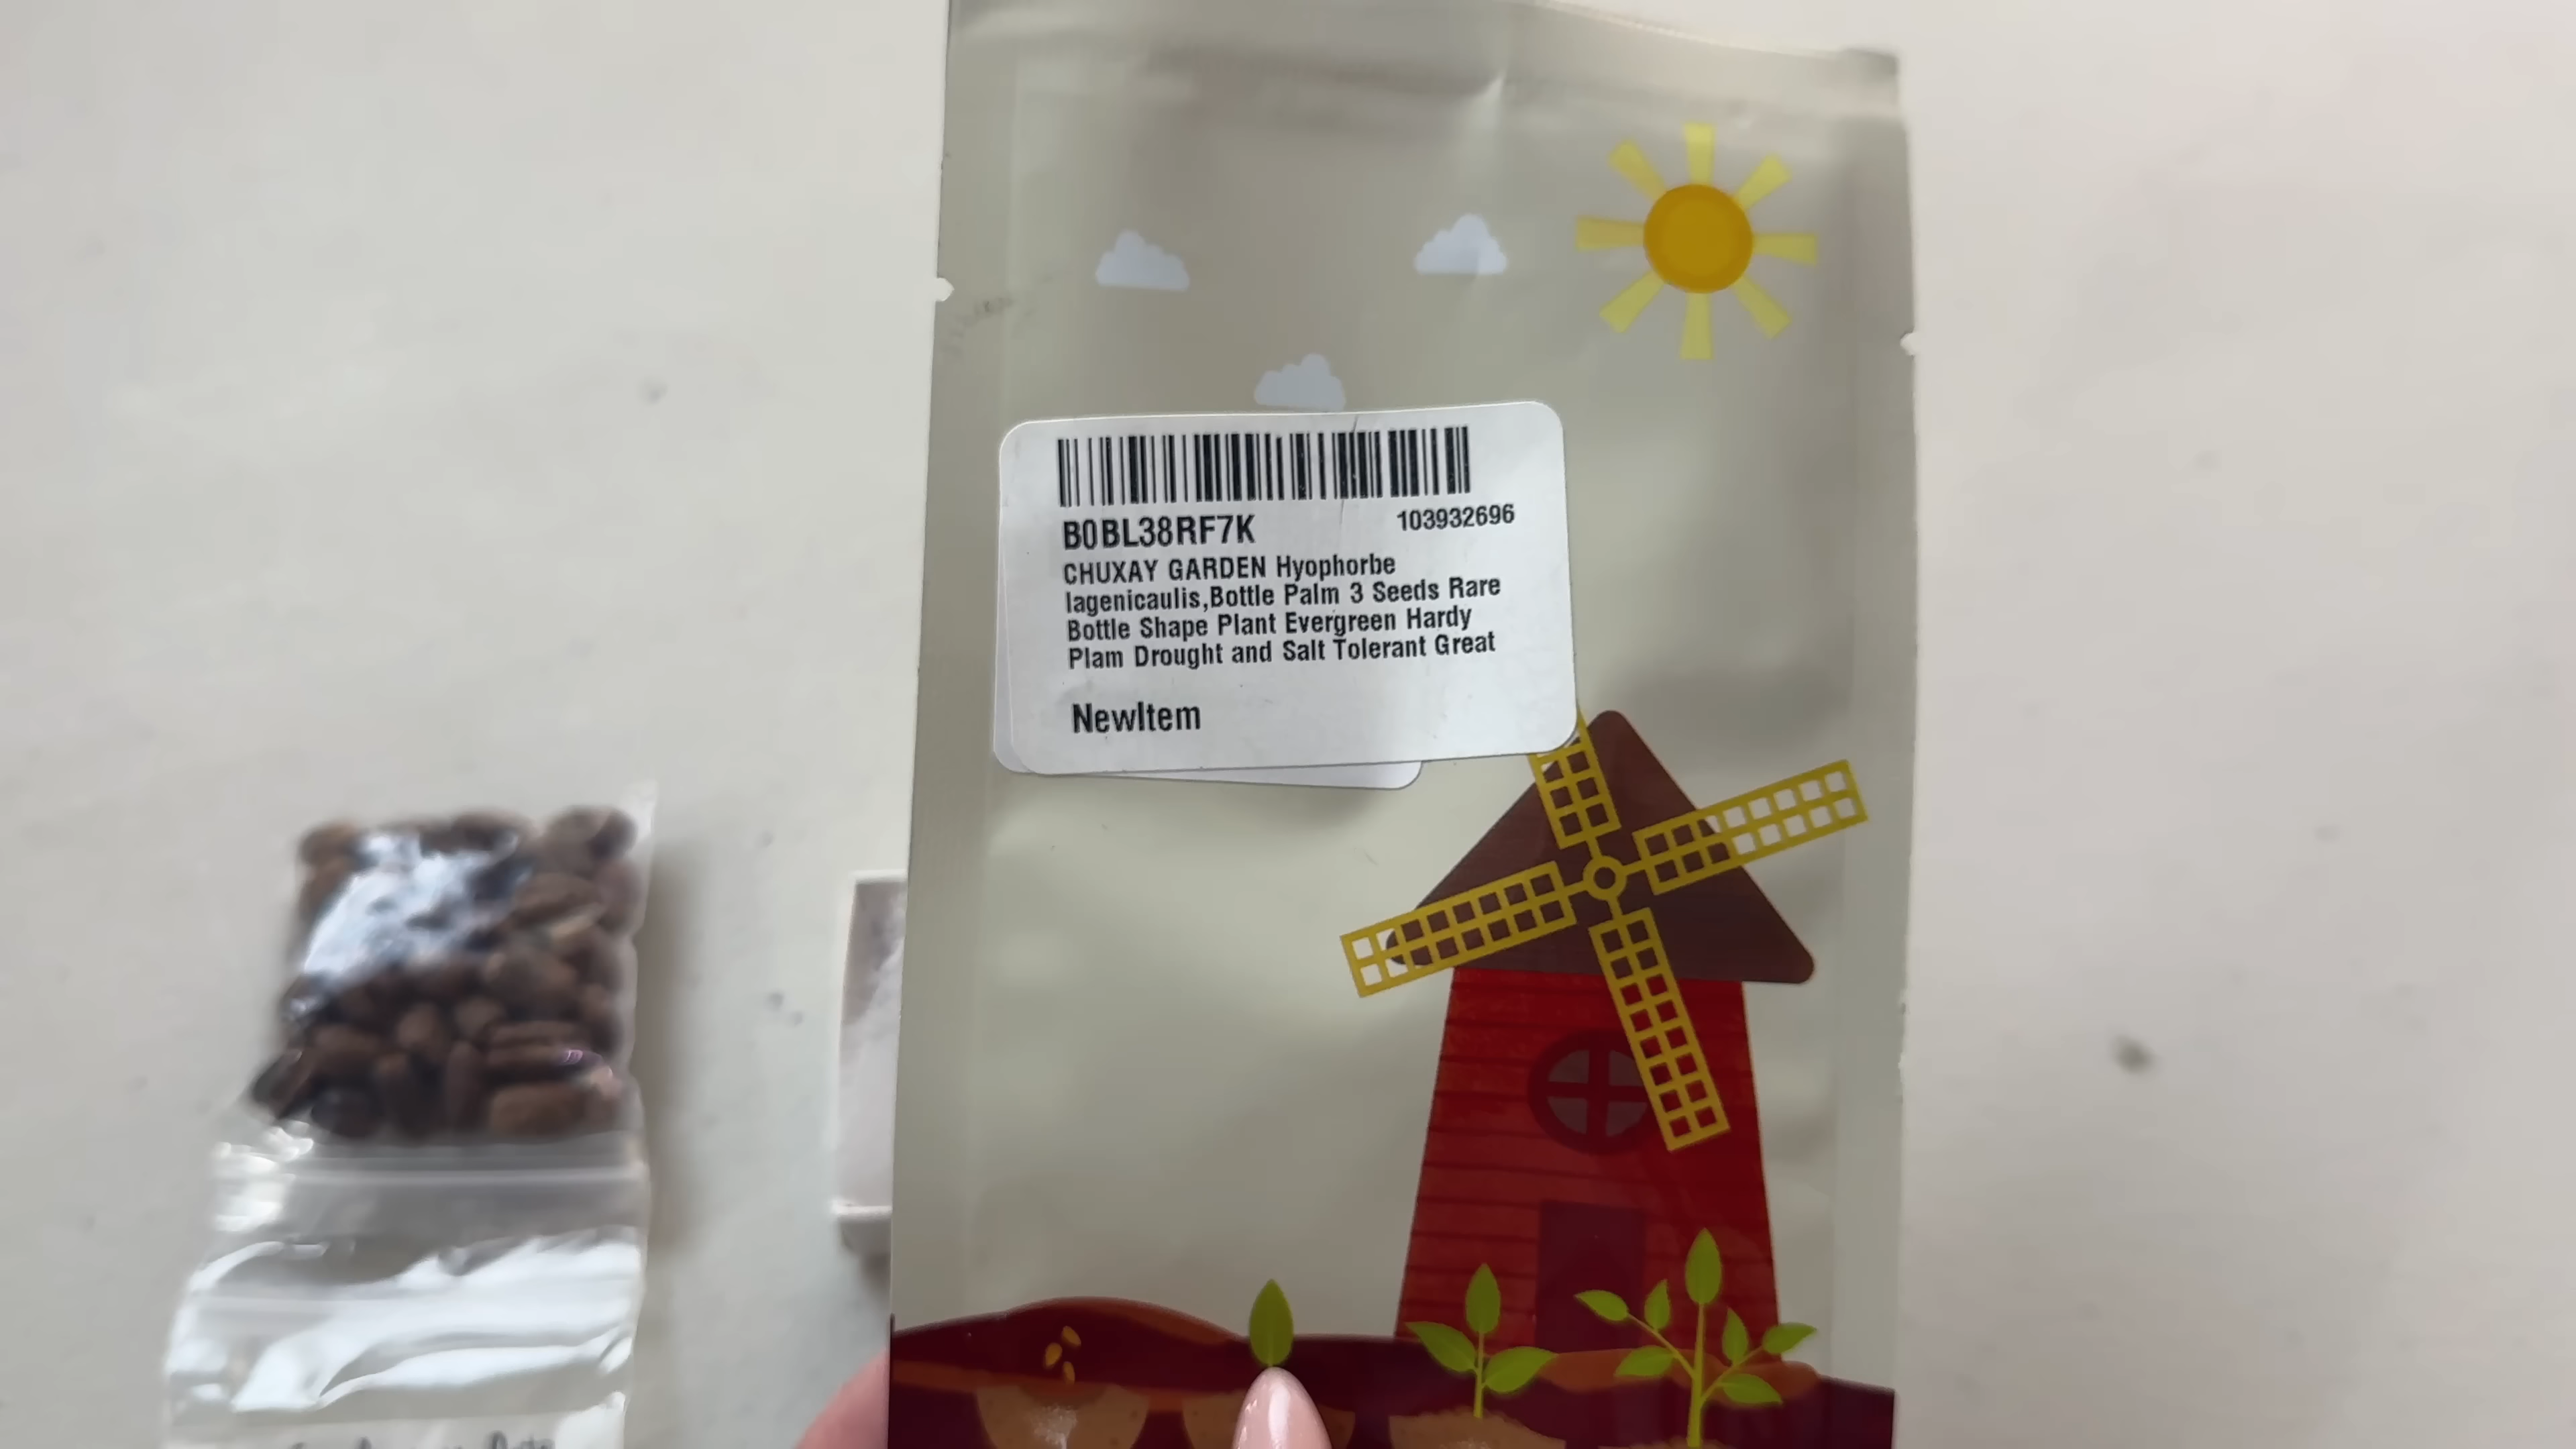 B0BL38RF7K 103932696
CHUXAY GARDEN Hyophorbe
lagenicaulis,Bottle Palm 3 Seeds Rare
Bottle Shape Plant Evergreen Hardy
Plam Drought and Salt Tolerant Great
NewItem